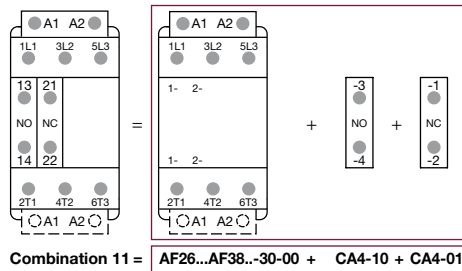 A1 A2 A1 A2
1L1 3L2 5L3 1L1 3L2 5L3
13 21 1- 2- -3 -1
NO NC = + NO + NC
14 22 1- 2- -4 -2
2T1 4T2 6T3 2T1 4T2 6T3
A1 A2 A1 A2
Combination 11 = AF26...AF38..-30-00 + CA4-10 + CA4-01